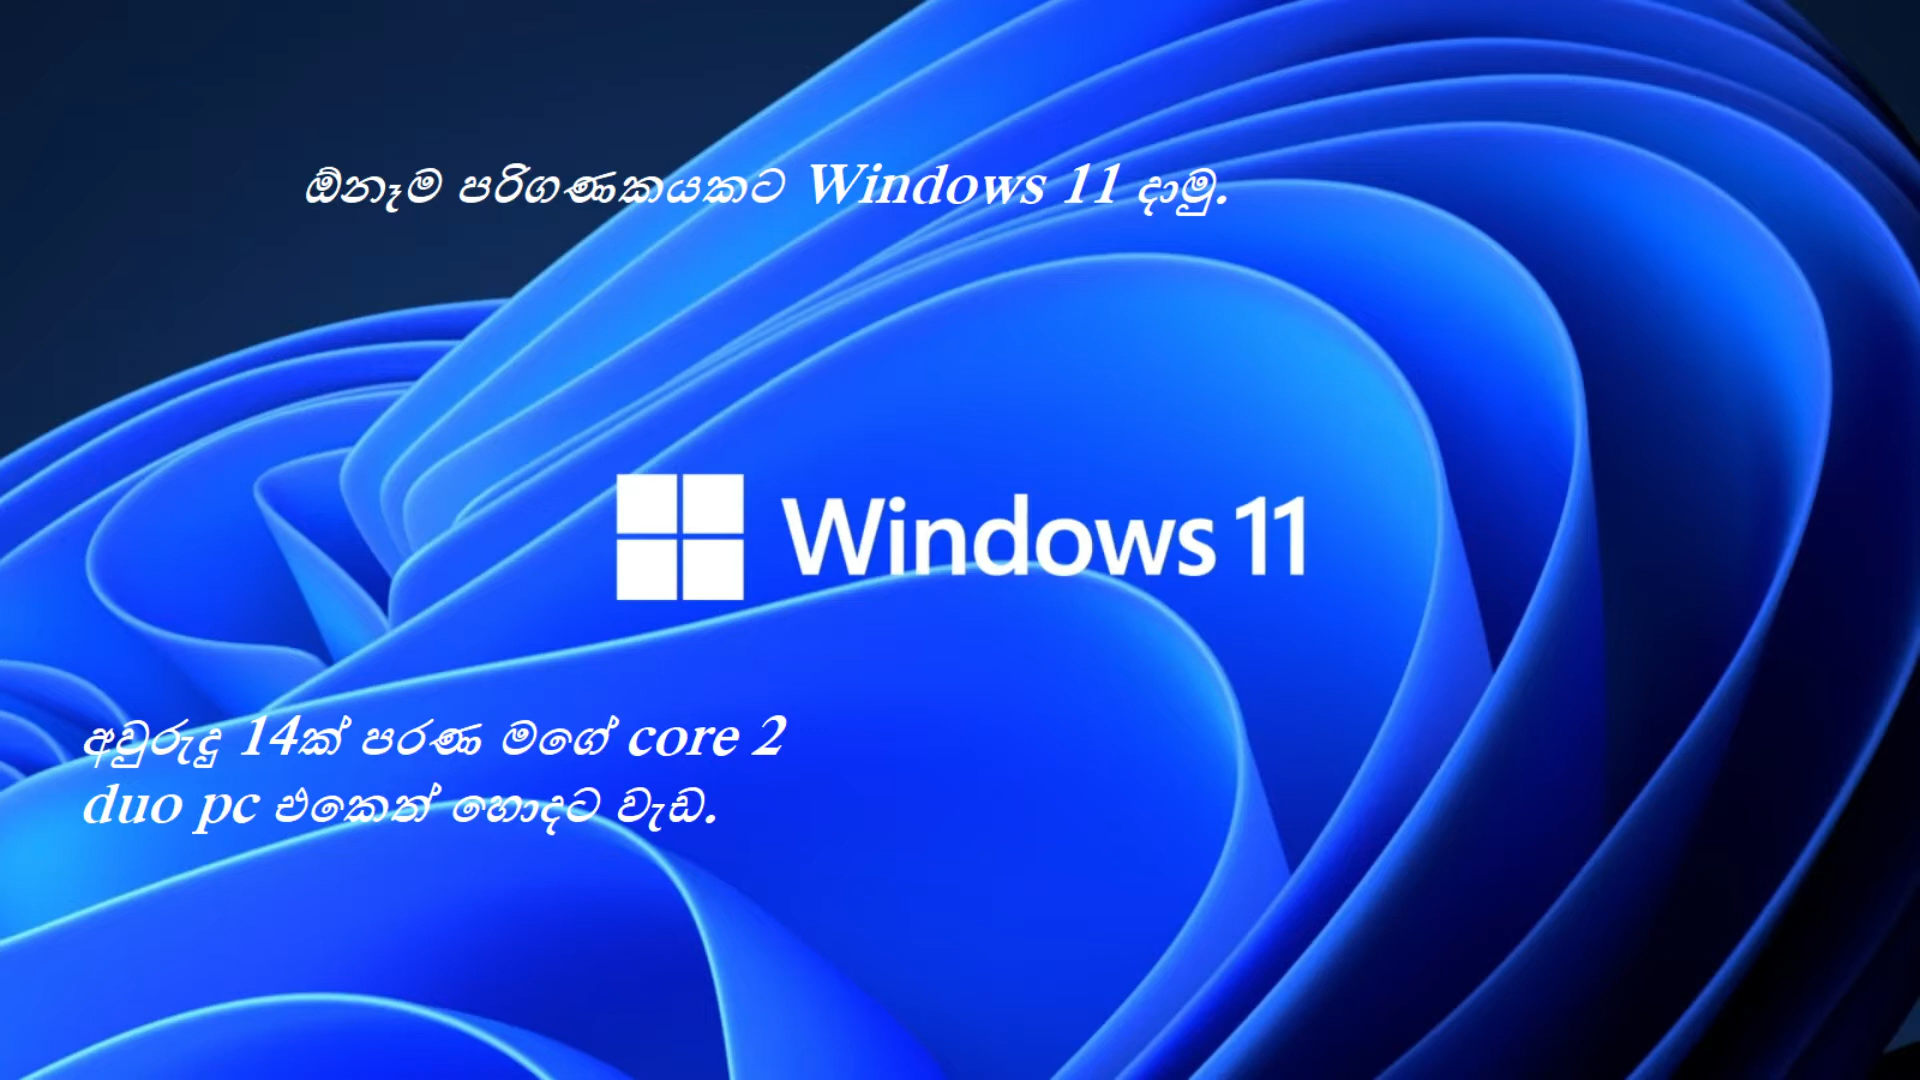 ඕනෑම පරිගණකයකට Windows 11 දාමු.
Windows 11
අවුරුදු 14ක් පරණ මගේ core 2
duo pc එකෙත් හොදට වැඩ.